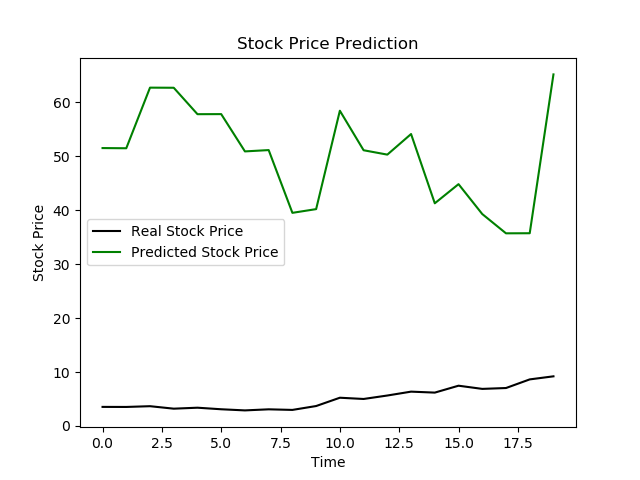 Stock Price Prediction
60
50
40
30
20
10
0
Stock Price
Real Stock Price
Predicted Stock Price
0.0 2.5 5.0 7.5 10.0 12.5 15.0 17.5
Time